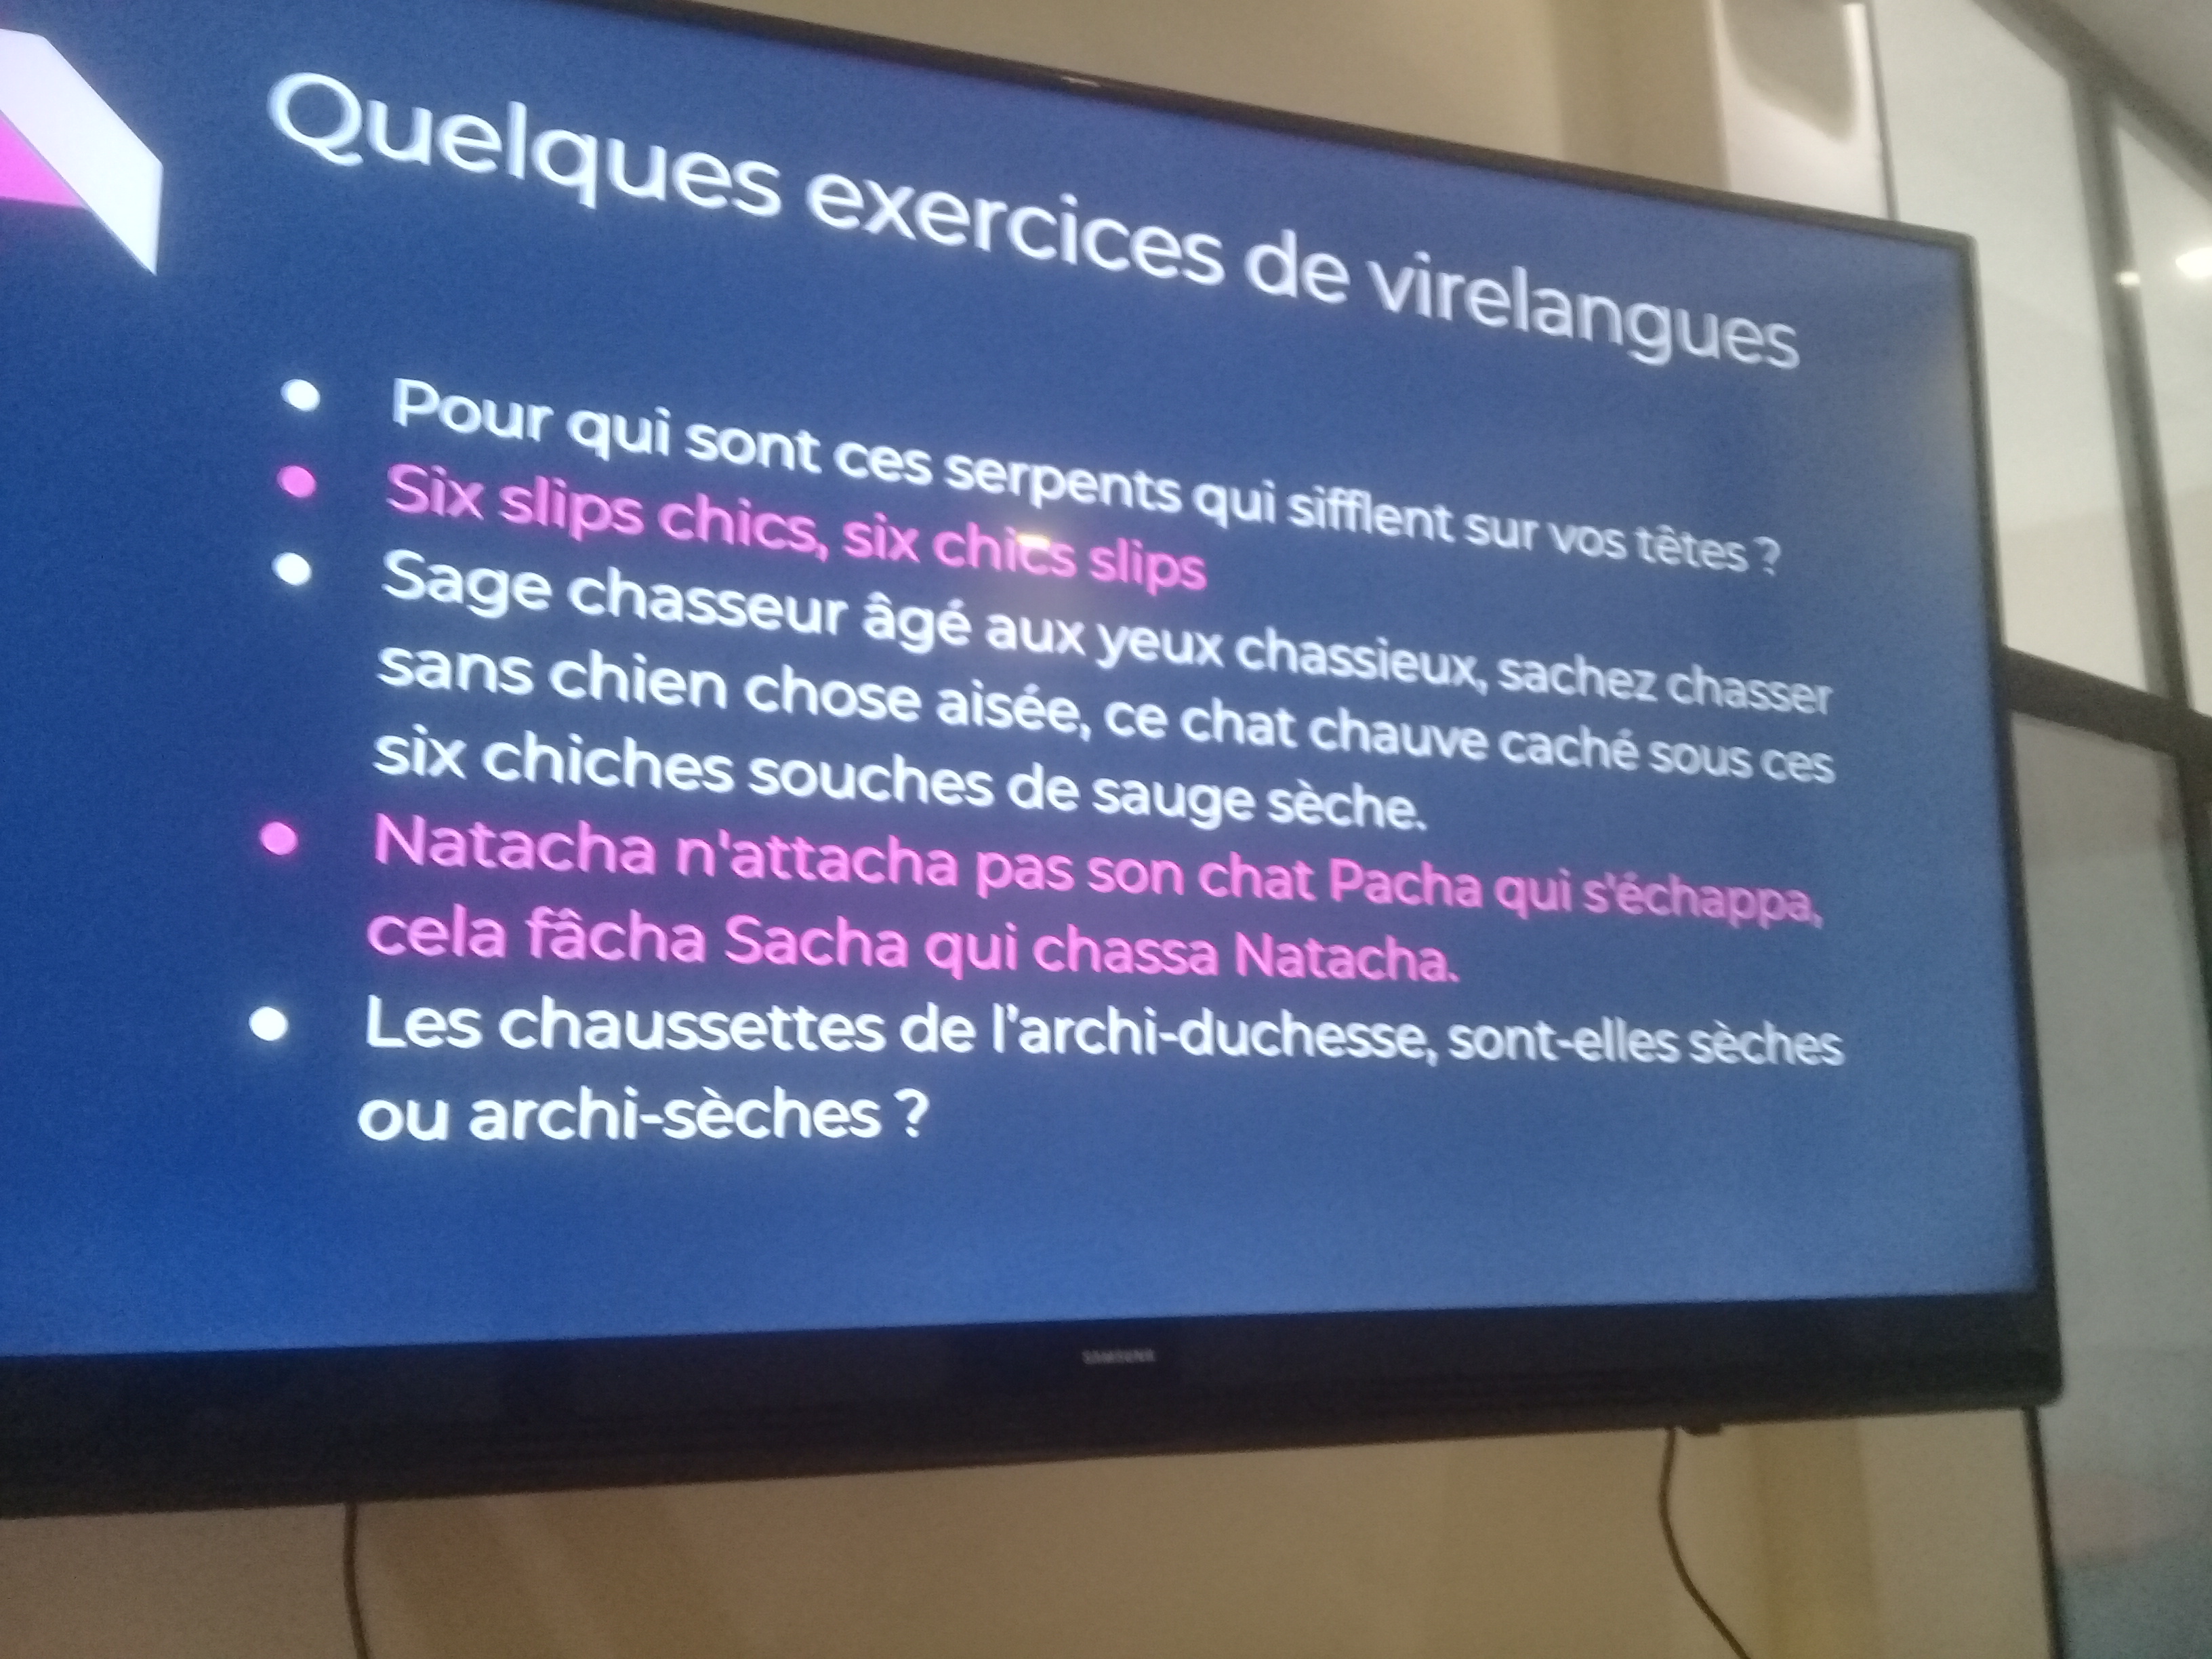 Quelques exercices de virelangues
Pour qui sont ces serpents qui sifflent sur vos têtes ?
Six slips chics, six chics slips
Sage chasseur âgé aux yeux chassieux, sachez chasser
sans chien chose aisée, ce chat chauve caché sous ces
six chiches souches de sauge sèche.
Natacha n'attacha pas son chat Pacha qui s'échappa,
cela fâcha Sacha qui chassa Natacha.
Les chaussettes de l’archi-duchesse, sont-elles sèches
ou archi-sèches ?
SAMSUNG